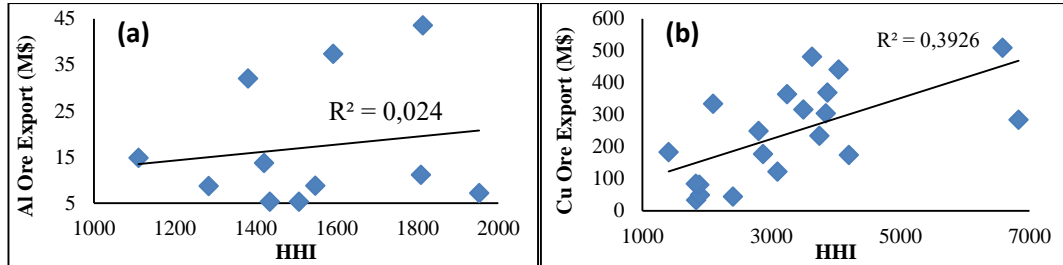 (a)
Al Ore Export (M$)
45
35
25
15
5
R² = 0,024
1000 1200 1400 1600 1800 2000
HHI
(b)
Cu Ore Export (M$)
600
500
400
300
200
100
0
R² = 0,3926
1000 3000 5000 7000
HHI